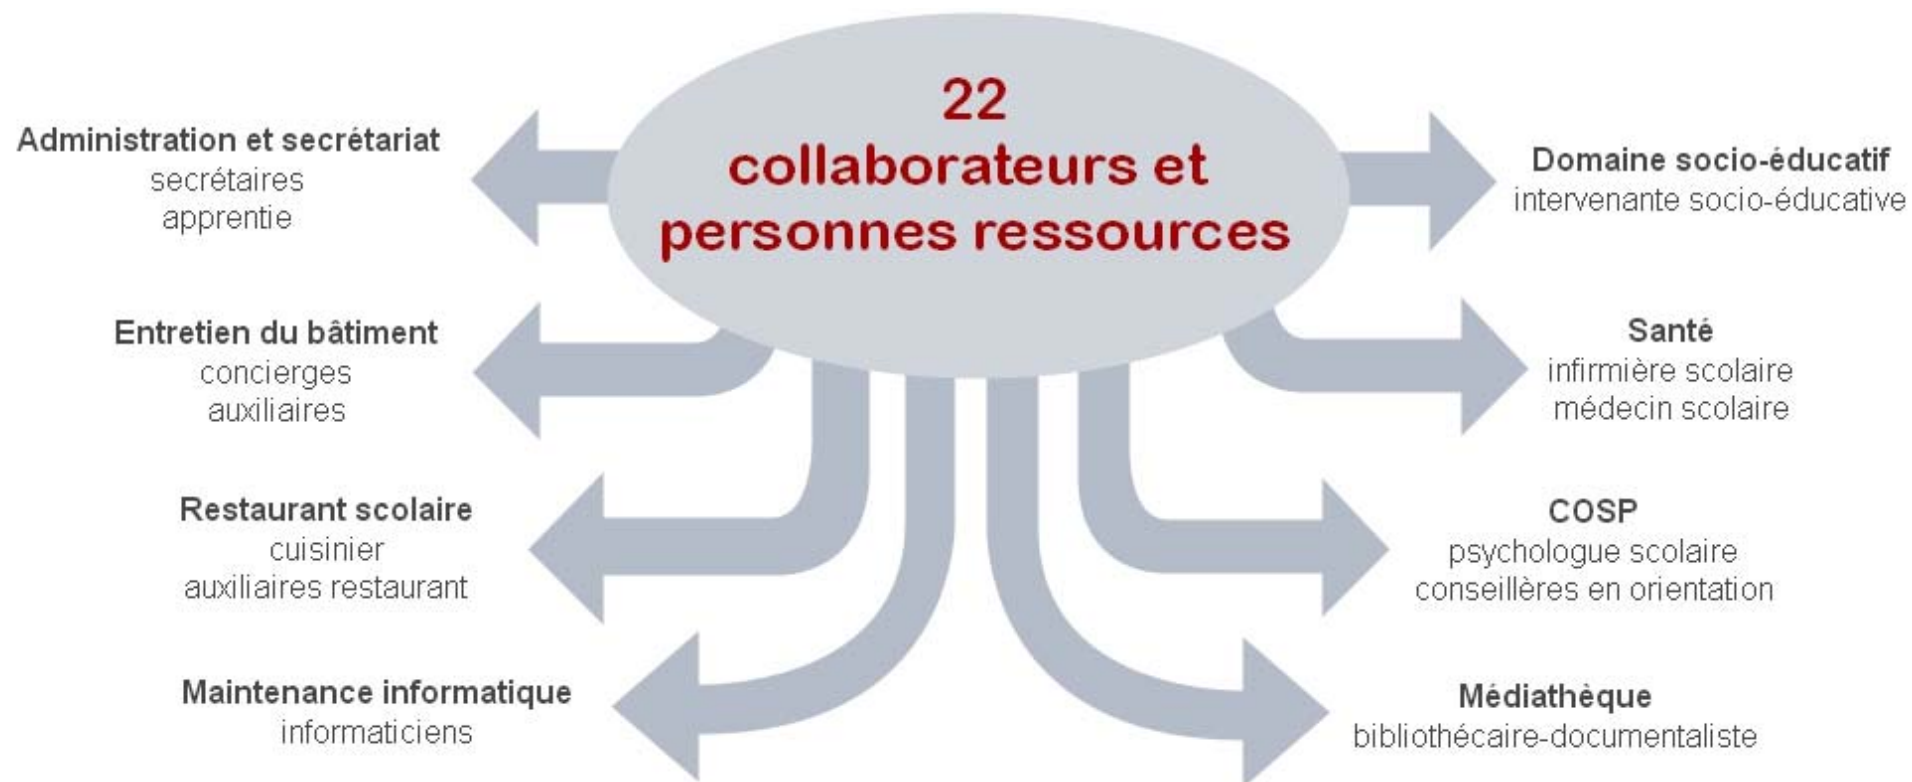 22
collaborateurs et
personnes ressources
Administration et secrétariat
secrétaires
apprentie
Entretien du bâtiment
concierges
auxiliaires
Restaurant scolaire
cuisinier
auxiliaires restaurant
Maintenance informatique
informaticiens
Domaine socio-éducatif
intervenante socio-éducative
Santé
infirmière scolaire
médecin scolaire
COSP
psychologue scolaire
conseillères en orientation
Médiathèque
bibliothécaire-documentaliste